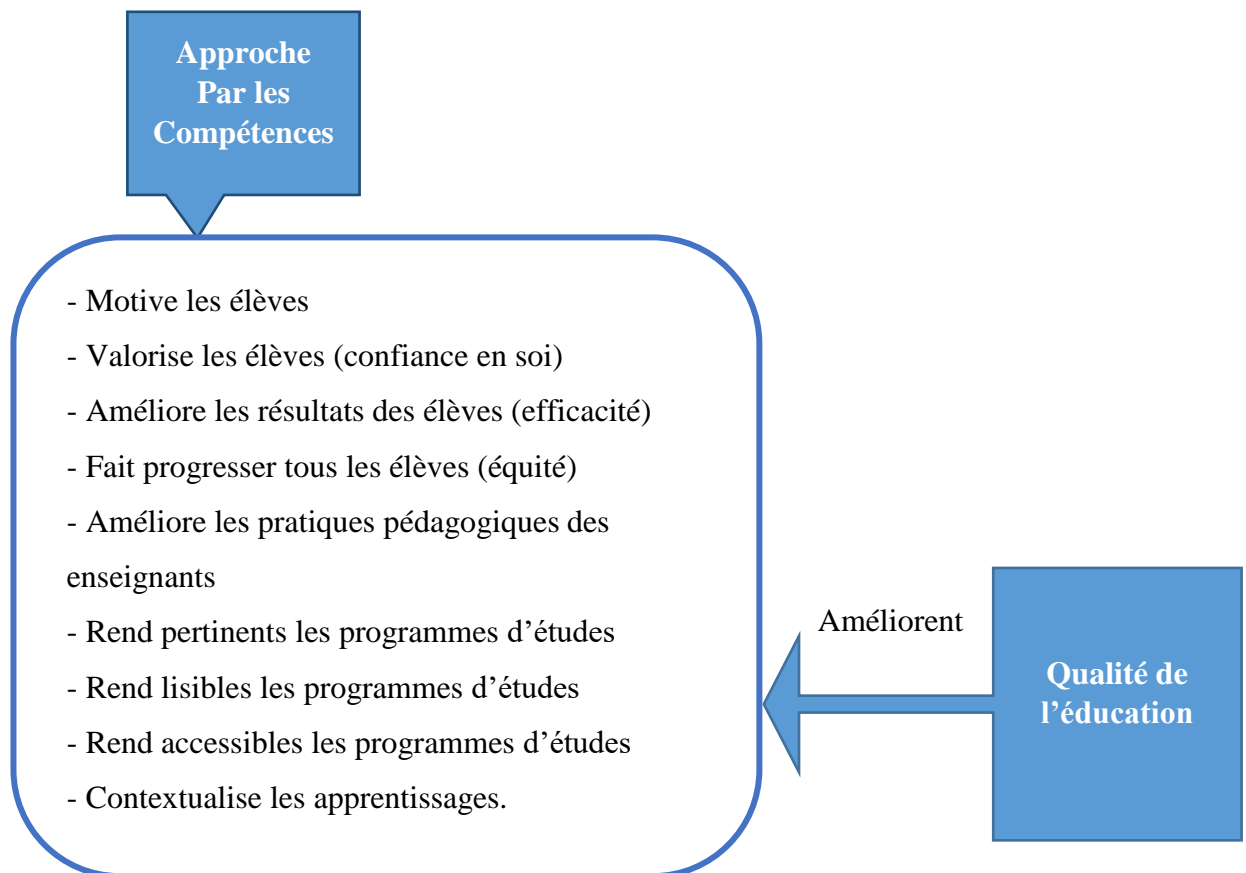 Approche
Par les
Compétences
- Motive les élèves
- Valorise les élèves (confiance en soi)
- Améliore les résultats des élèves (efficacité)
- Fait progresser tous les élèves (équité)
- Améliore les pratiques pédagogiques des
enseignants
- Rend pertinents les programmes d’études
- Rend lisibles les programmes d’études
- Rend accessibles les programmes d’études
- Contextualise les apprentissages.
Améliorent
Qualité de
l’éducation